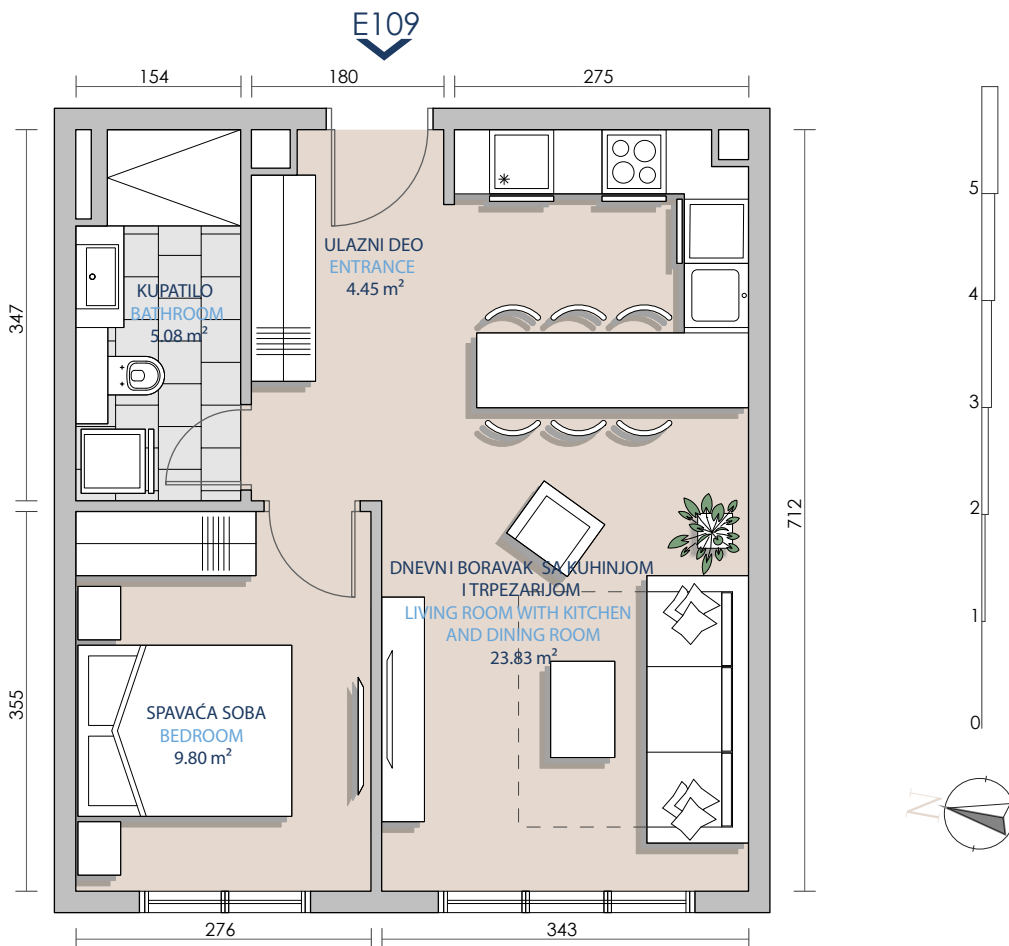 E109
154
180
275
347
355
712
ULAZNI DEO
ENTRANCE
4.45 m²
KUPATILO
BATHROOM
5.08 m²
DNEVNI BORAVAK SA KUHINJOM
I TRPEZARIJOM
LIVING ROOM WITH KITCHEN
AND DINING ROOM
23.83 m²
SPAVAĆA SOBA
BEDROOM
9.80 m²
276
343
5
4
3
2
1
0
N